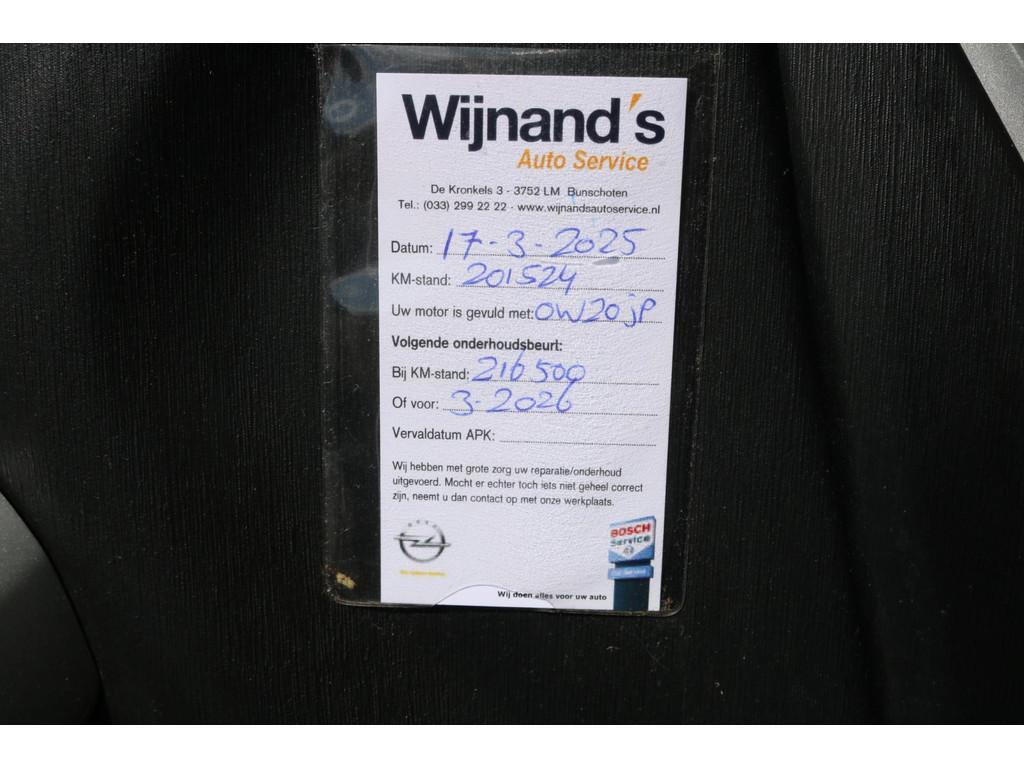 Wijnand's
Auto Service
De Kronkels 3 - 3752 LM Bunschoten
Tel.: (033) 299 22 22 - www.wijnandsautoservice.nl
Datum: 17-3-2025
KM-stand: 201524
Uw motor is gevuld met: 0W20 jP
Volgende onderhoudsbeurt:
Bij KM-stand: 216500
Of voor: 3-2026
Vervaldatum APK:
Wij hebben met grote zorg uw reparatie/onderhoud
uitgevoerd. Mocht er echter toch iets niet geheel correct
zijn, neemt u dan contact op met onze werkplaats.
BOSCH
Service
Car Service
Wij doen alles voor uw auto